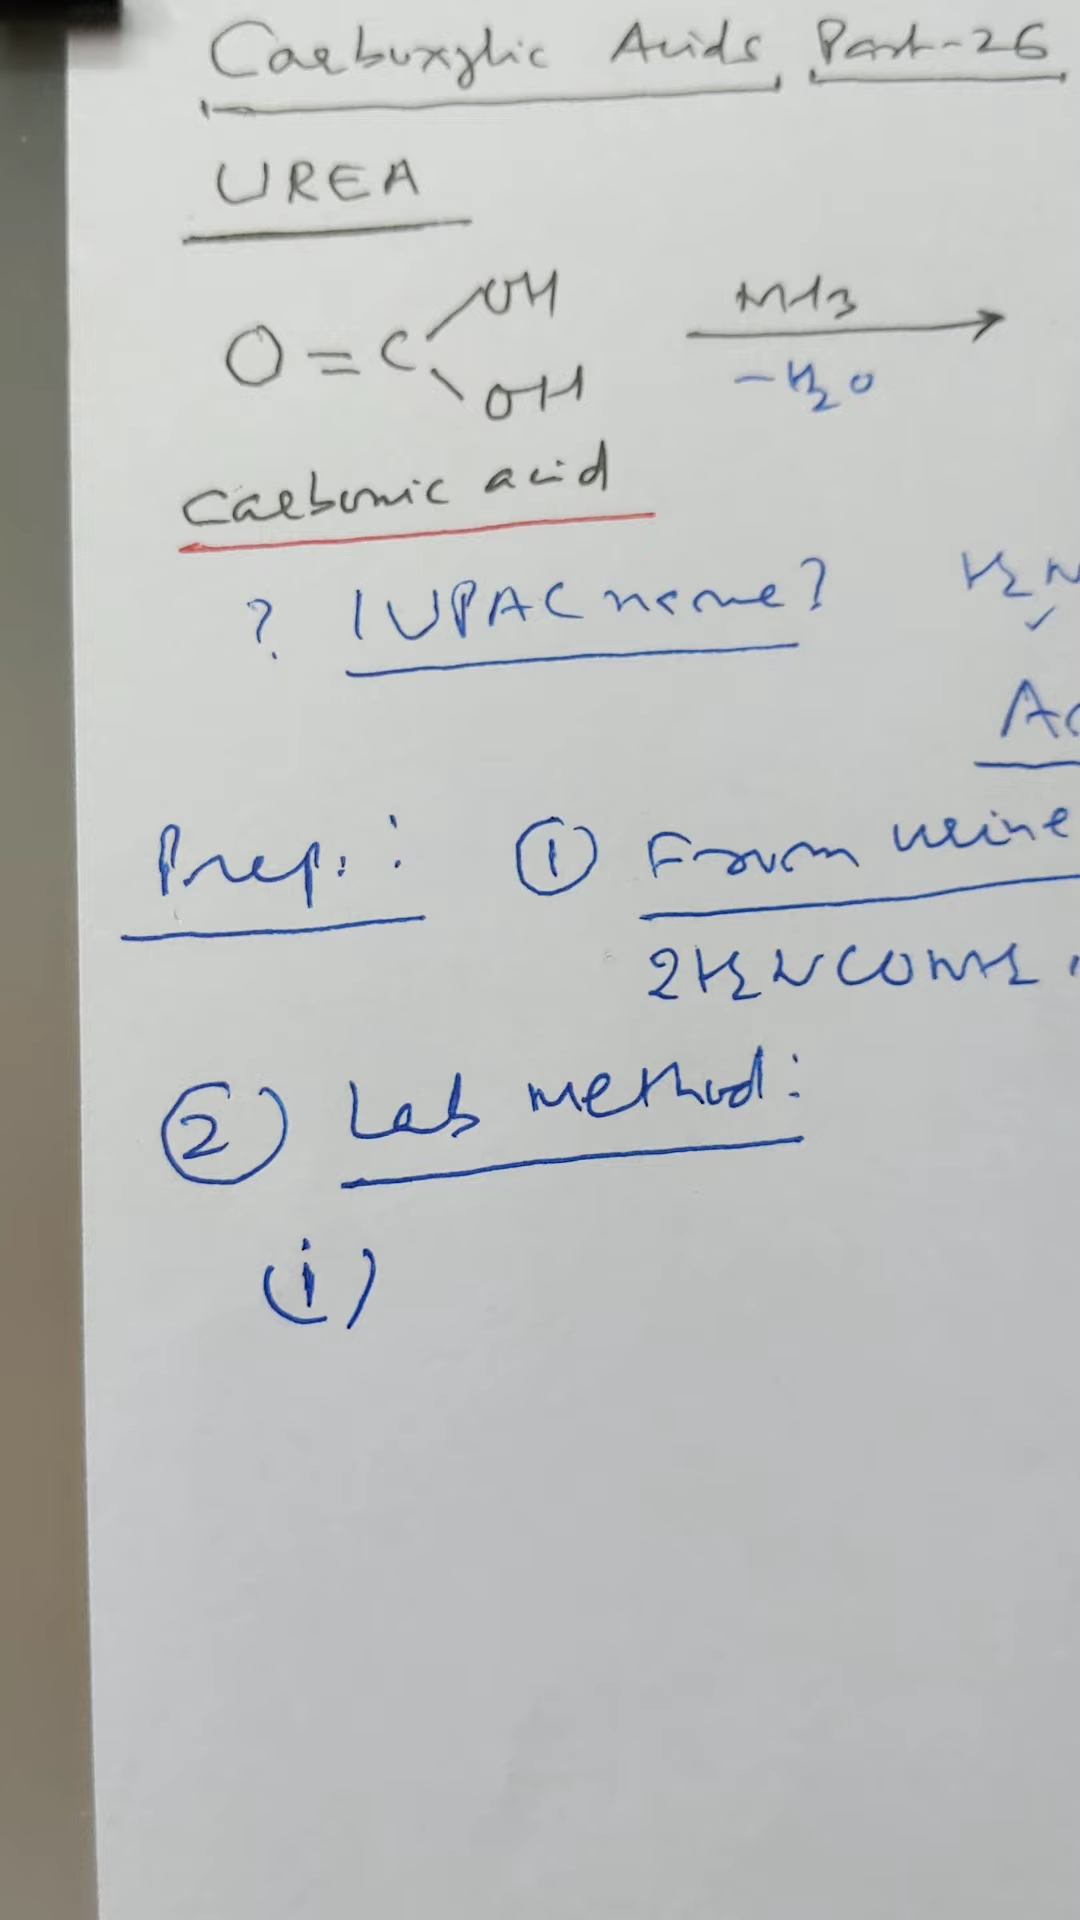 Carboxylic Acids, Part-26
UREA
O=C
OH
OH
NH3
-H2O
Carbonic acid
? IUPAC name?
H2N
Prep.: ① From urine
2H2NCONH2
② Lab method:
(i)